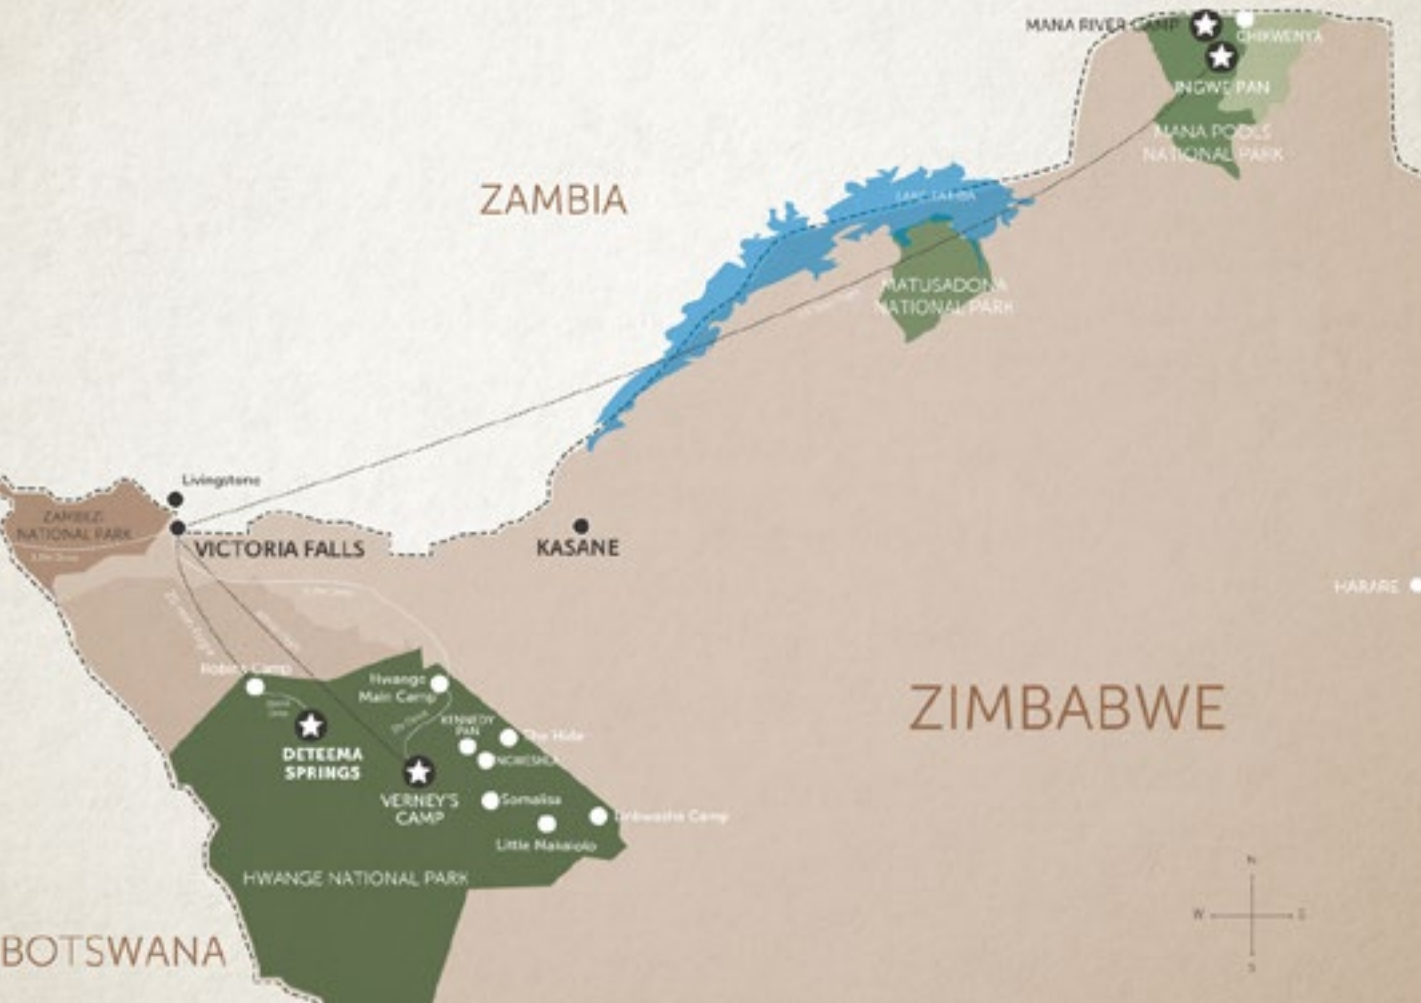 MANA RIVER CAMP
CHIKWENYA
INGWE PAN
MANA POOLS
NATIONAL PARK
ZAMBIA
LAKE KARIBA
MATUSADONA
NATIONAL PARK
Livingstone
ZAMBEZI
NATIONAL PARK
VICTORIA FALLS
KASANE
HARARE
Robins Camp
Hwange
Main Camp
KENNEDY
PAN
The Hide
DETEEMA
SPRINGS
VERNEY'S
CAMP
Somalisa
Camp
Little Makalolo
HWANGE NATIONAL PARK
ZIMBABWE
BOTSWANA
N
W
E
S